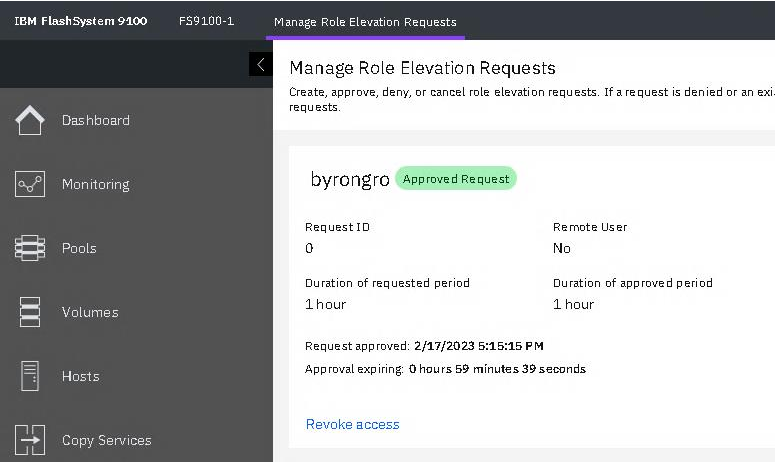 IBM FlashSystem 9100 FS9100-1 Manage Role Elevation Requests
Manage Role Elevation Requests
Create, approve, deny, or cancel role elevation requests. If a request is denied or an exi
requests.
Dashboard
Monitoring
Pools
Volumes
Hosts
Copy Services
byrongro Approved Request
Request ID
0
Remote User
No
Duration of requested period
1 hour
Duration of approved period
1 hour
Request approved: 2/17/2023 5:15:15 PM
Approval expiring: 0 hours 59 minutes 39 seconds
Revoke access